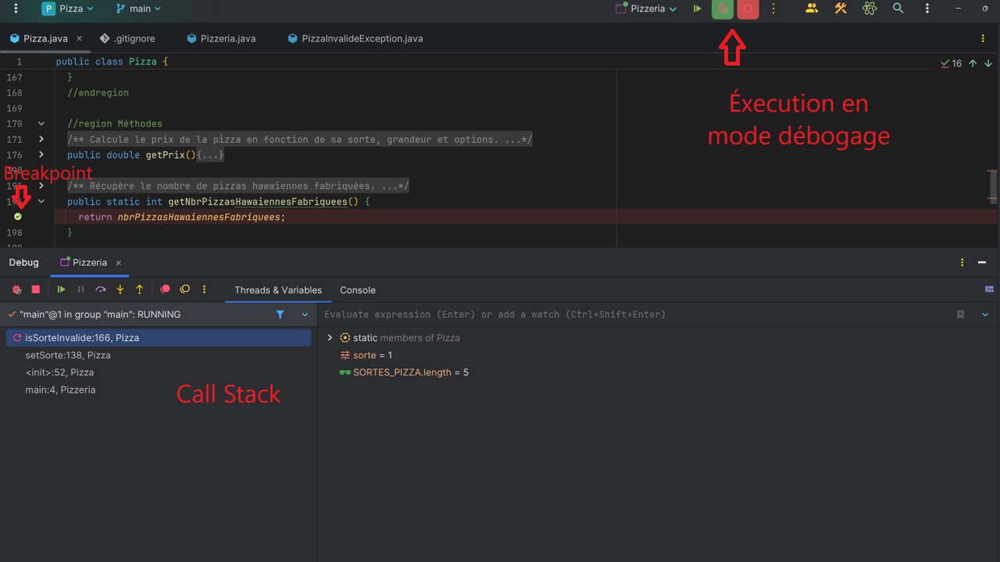 P Pizza main Pizzeria
Pizza.java .gitignore Pizzeria.java PizzaInvalideException.java
1 public class Pizza {
16
167 }
168 //endregion
169
170 //region Méthodes
171 /** Calcule le prix de la pizza en fonction de sa sorte, grandeur et options. ...*/
176 public double getPrix(){...}
Éxecution en
mode débogage
Breakpoint
/** Récupère le nombre de pizzas hawaiennes fabriquées. ...*/
public static int getNbrPizzasHawaiennesFabriquees() {
return nbrPizzasHawaiennesFabriquees;
198 }
Debug Pizzeria
Threads & Variables Console
"main"@1 in group "main": RUNNING
Evaluate expression (Enter) or add a watch (Ctrl+Shift+Enter)
isSorteInvalide:166, Pizza
setSorte:138, Pizza
<init>:52, Pizza
main:4, Pizzeria
Call Stack
static members of Pizza
sorte = 1
SORTES_PIZZA.length = 5